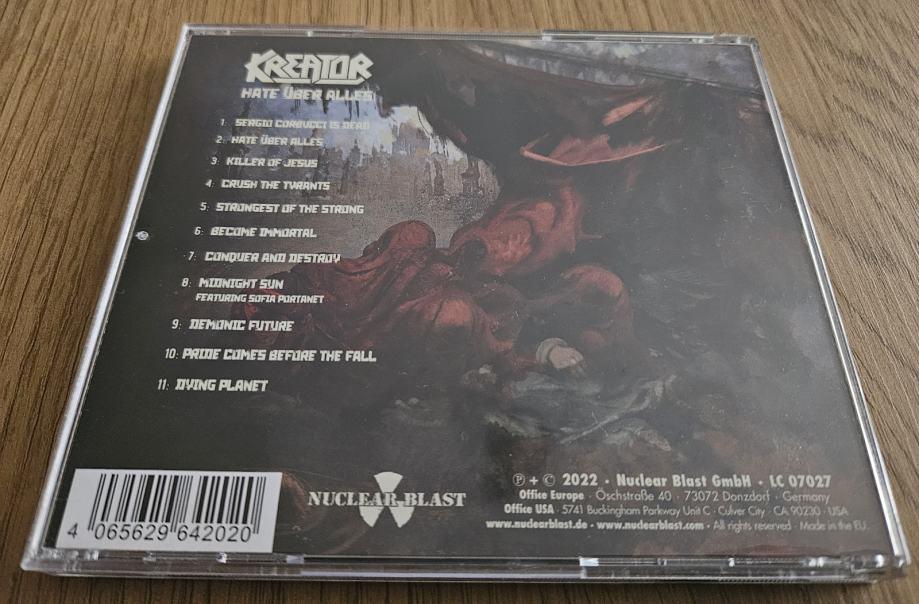 KREATOR
HATE ÜBER ALLES
1: SERGIO CORBUCCI IS DEAD
2: HATE ÜBER ALLES
3: KILLER OF JESUS
4: CRUSH THE TYRANTS
5: STRONGEST OF THE STRONG
6: BECOME IMMORTAL
7: CONQUER AND DESTROY
8: MIDNIGHT SUN
FEATURING SOFIA PORTANET
9: DEMONIC FUTURE
10: PRIDE COMES BEFORE THE FALL
11: DYING PLANET
4 065629 642020
NUCLEAR BLAST
℗ + © 2022 · Nuclear Blast GmbH · LC 07027
Office Europe · Öschstraße 40 · 73072 Donzdorf · Germany
Office USA · 5741 Buckingham Parkway Unit C · Culver City · CA 90230 · USA
www.nuclearblast.de · www.nuclearblast.com · All rights reserved · Made in the EU.